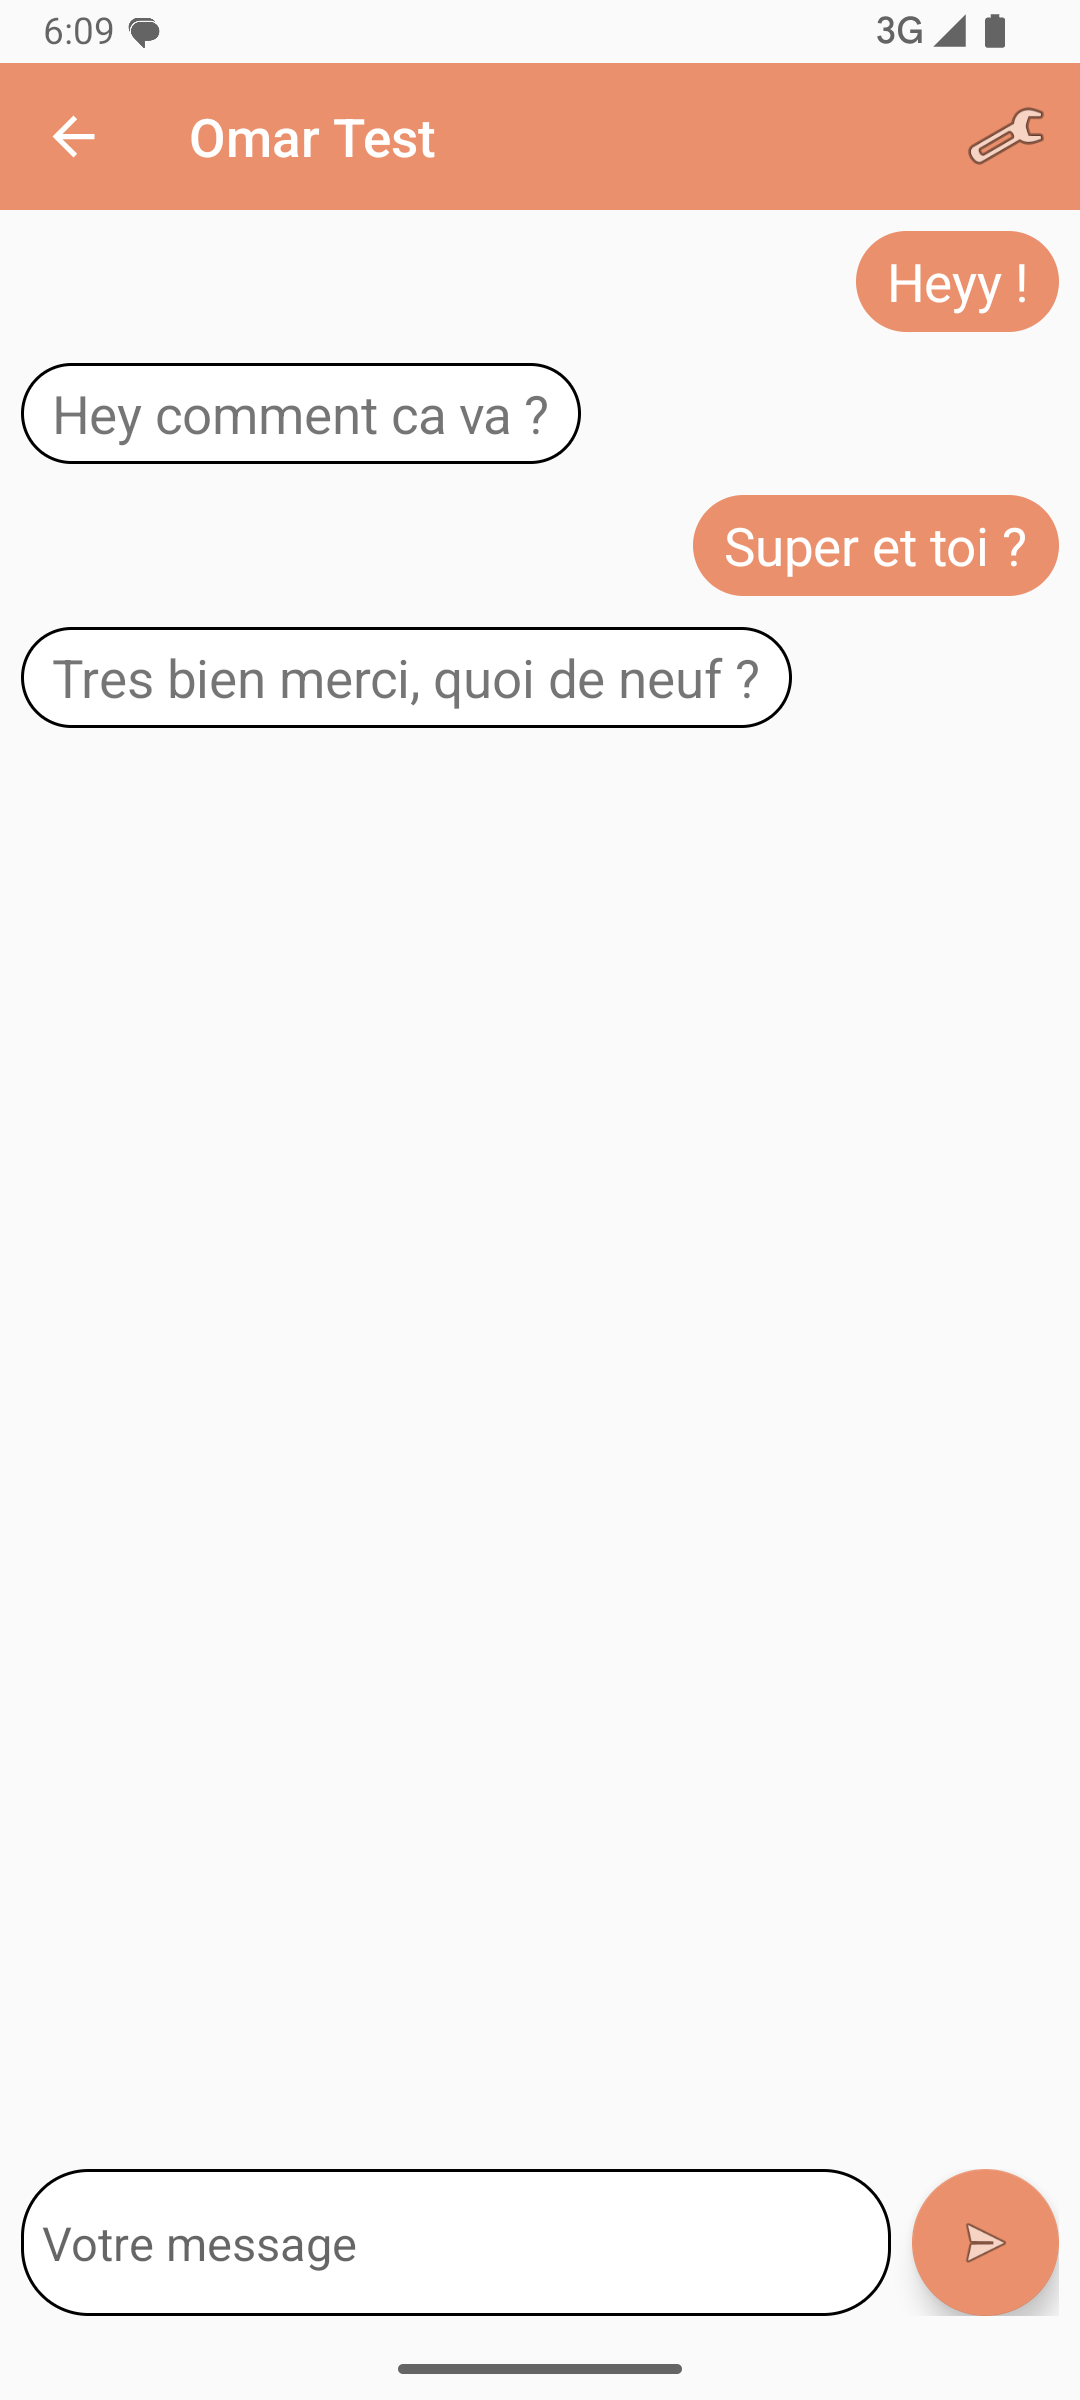 6:09
3G
Omar Test
Heyy !
Hey comment ca va ?
Super et toi ?
Tres bien merci, quoi de neuf ?
Votre message